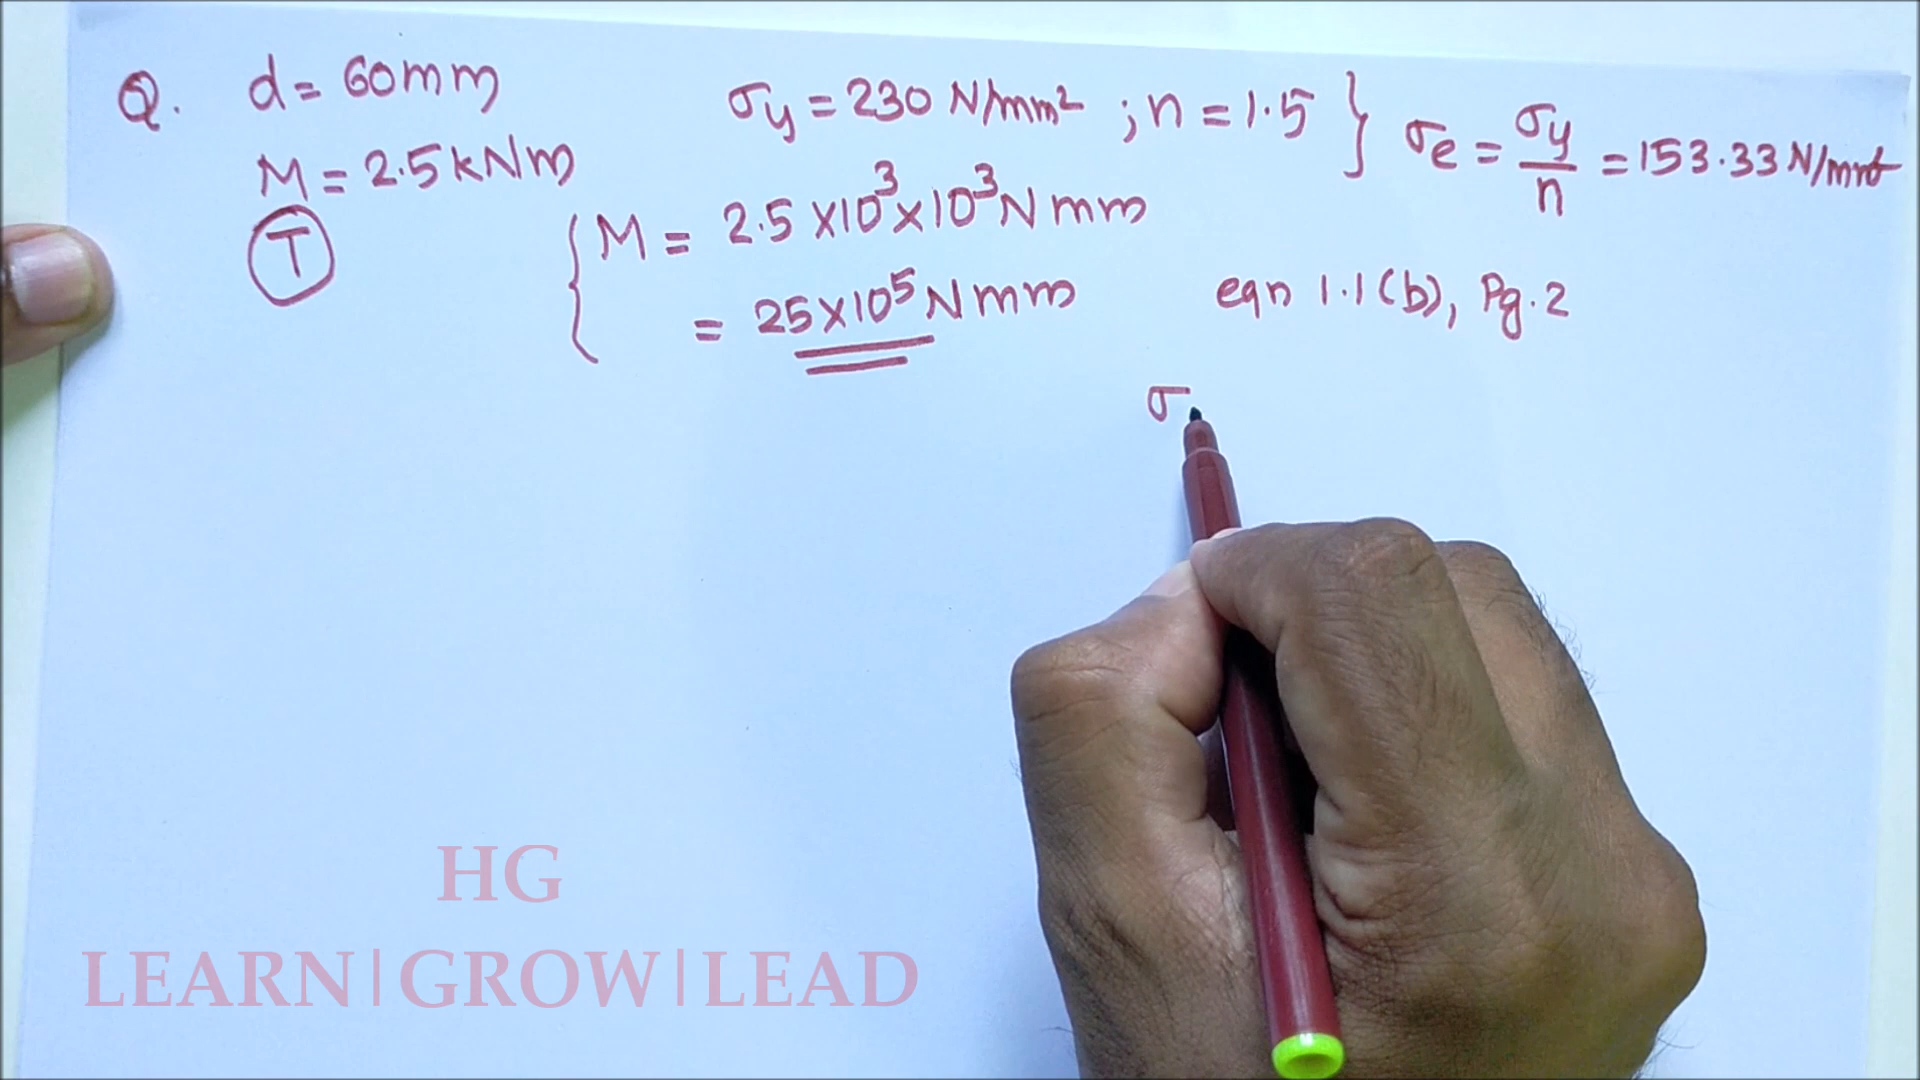 Q. d = 60mm
σy = 230 N/mm² ; n = 1.5 } σe = σy/n = 153.33 N/mm²
M = 2.5 kNm
T
M = 2.5 ×10³×10³ N mm
= 25×10⁵ N mm
eqn 1.1(b), Pg. 2
σ
HG
LEARN|GROW|LEAD